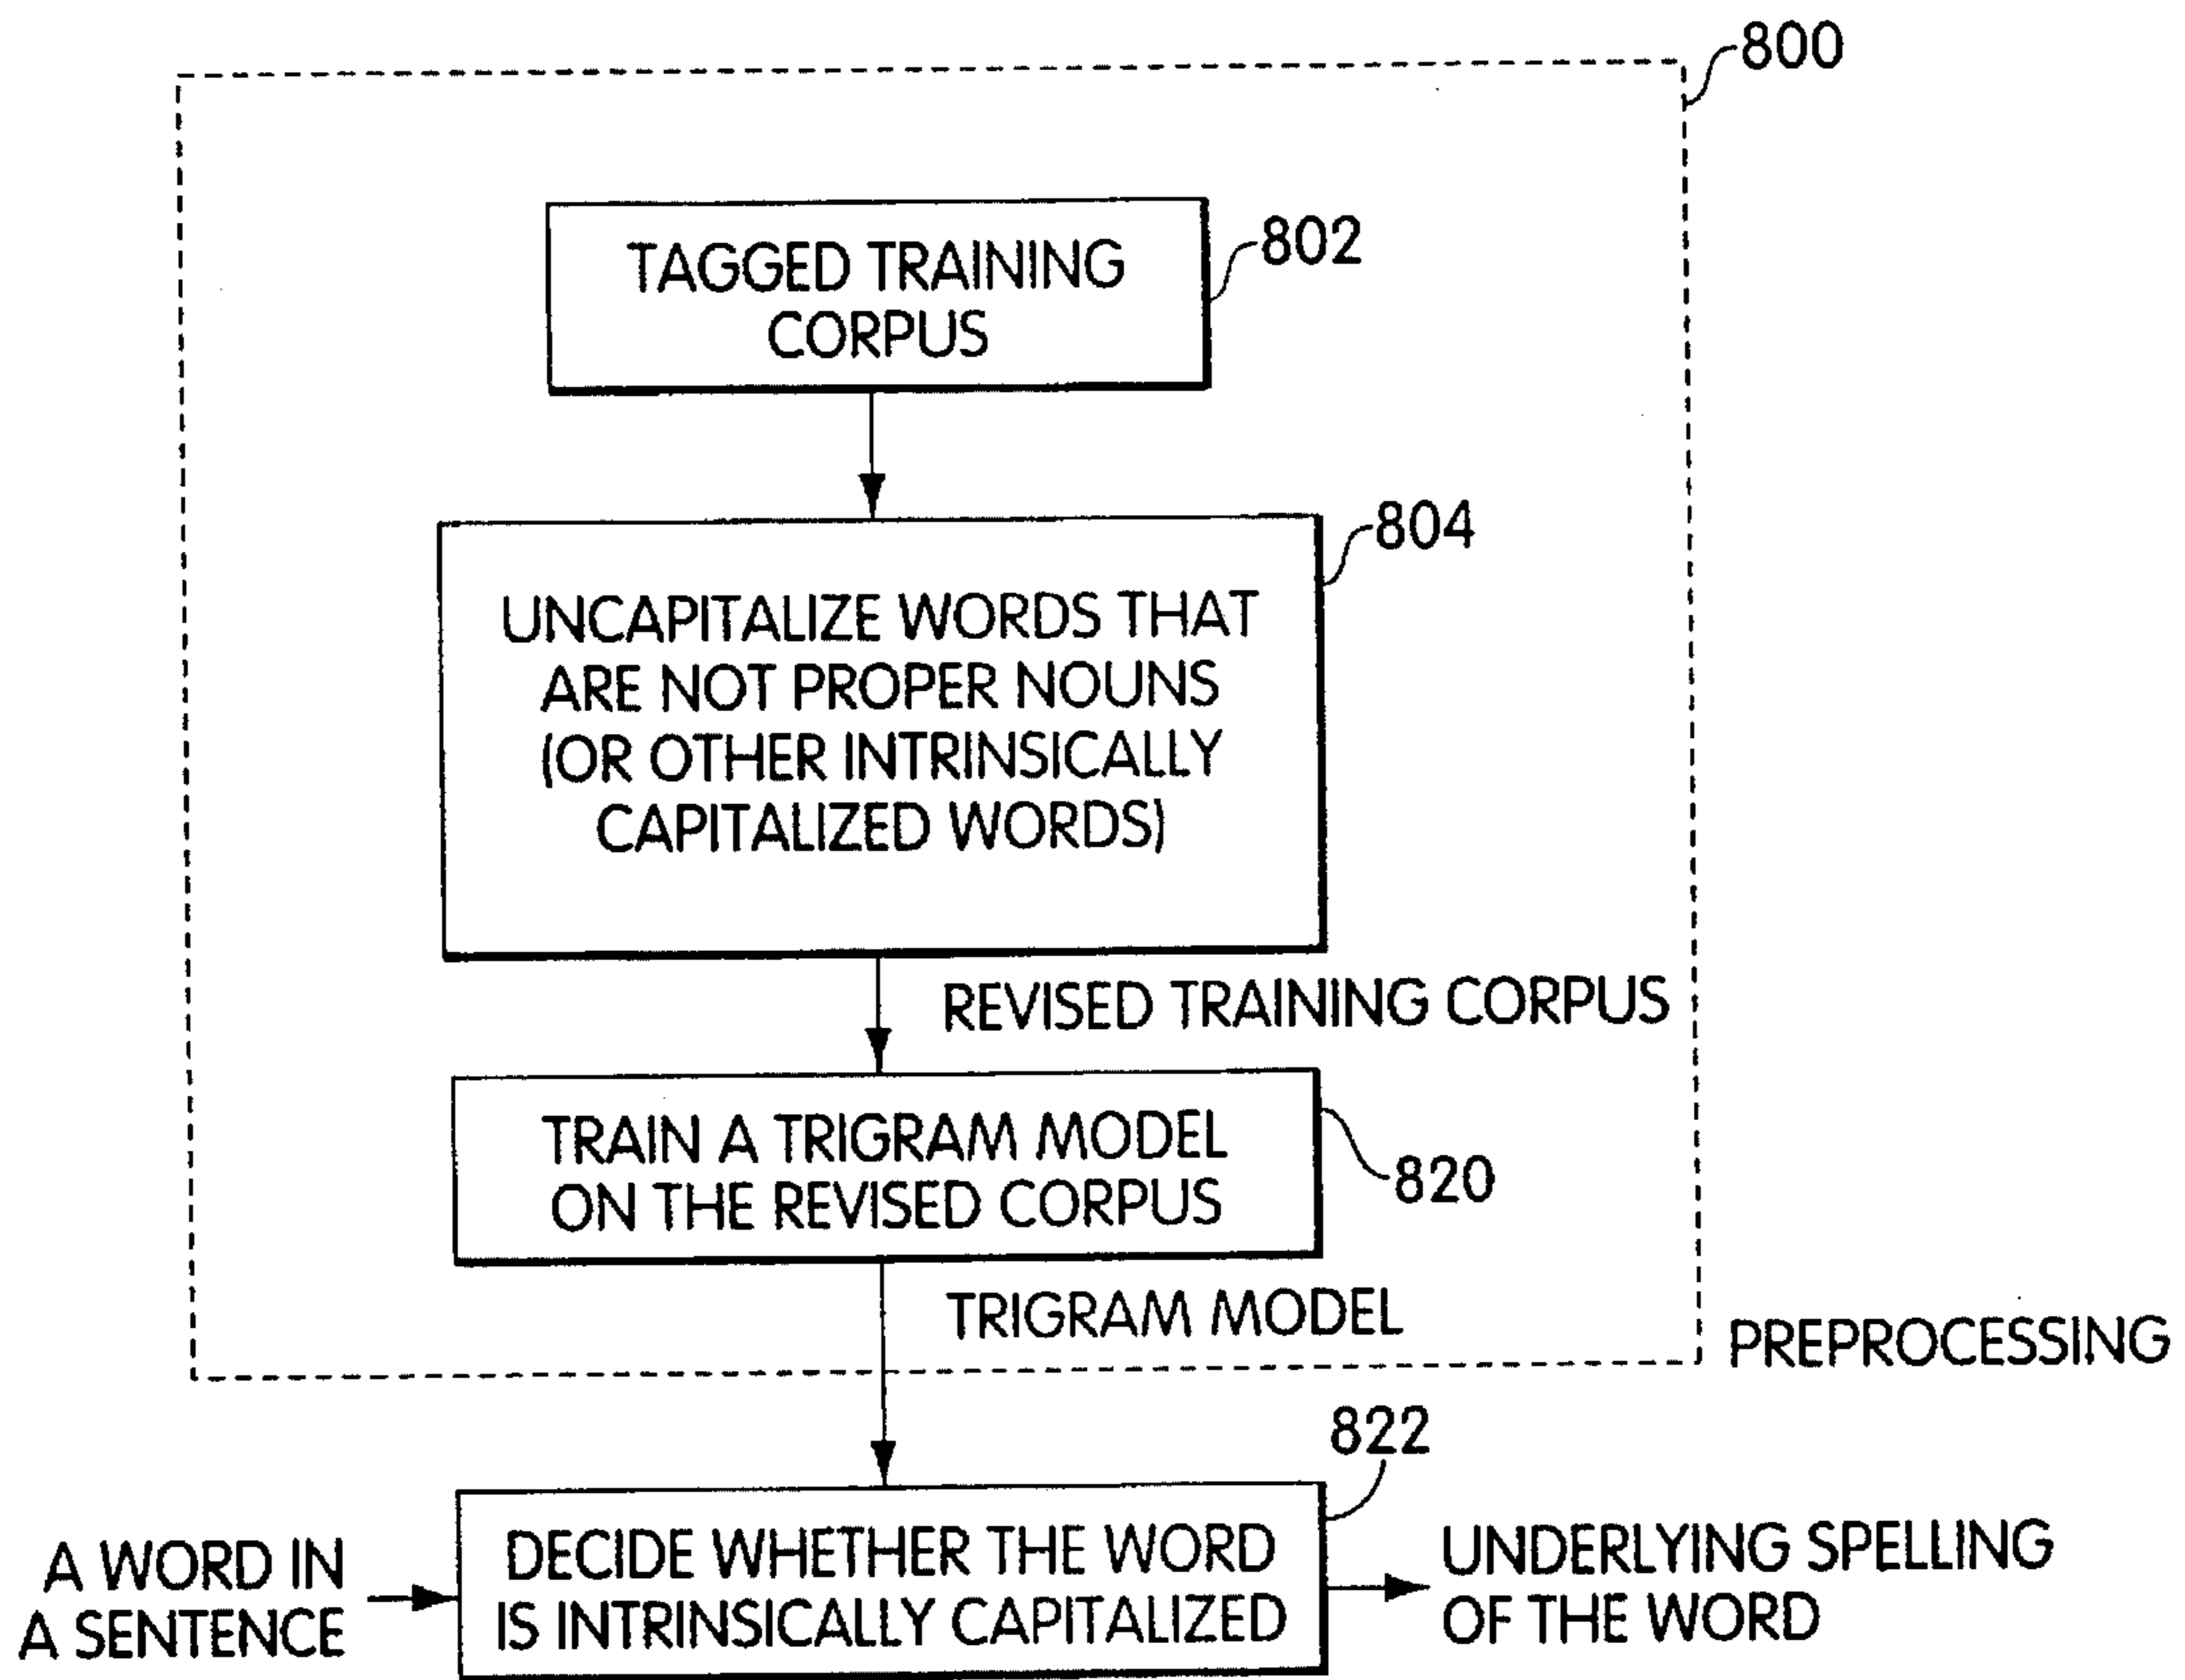 800
TAGGED TRAINING
CORPUS
802
804
UNCAPITALIZE WORDS THAT
ARE NOT PROPER NOUNS
(OR OTHER INTRINSICALLY
CAPITALIZED WORDS)
REVISED TRAINING CORPUS
TRAIN A TRIGRAM MODEL
ON THE REVISED CORPUS
820
TRIGRAM MODEL
PREPROCESSING
822
A WORD IN
A SENTENCE
DECIDE WHETHER THE WORD
IS INTRINSICALLY CAPITALIZED
UNDERLYING SPELLING
OF THE WORD